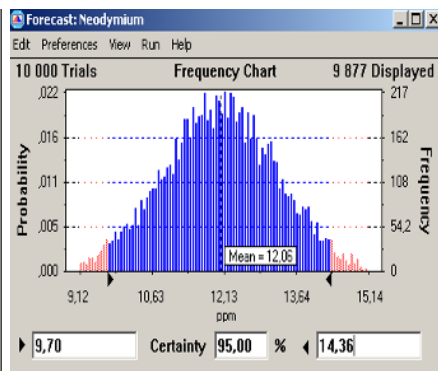 Forecast: Neodymium
Edit Preferences View Run Help
10 000 Trials Frequency Chart 9 877 Displayed
,022 217
,016 162
,011 108
,005 54,2
,000 0
Probability
Frequency
Mean = 12,06
9,12 10,63 12,13 13,64 15,14
ppm
9,70 Certainty 95,00 % 14,36